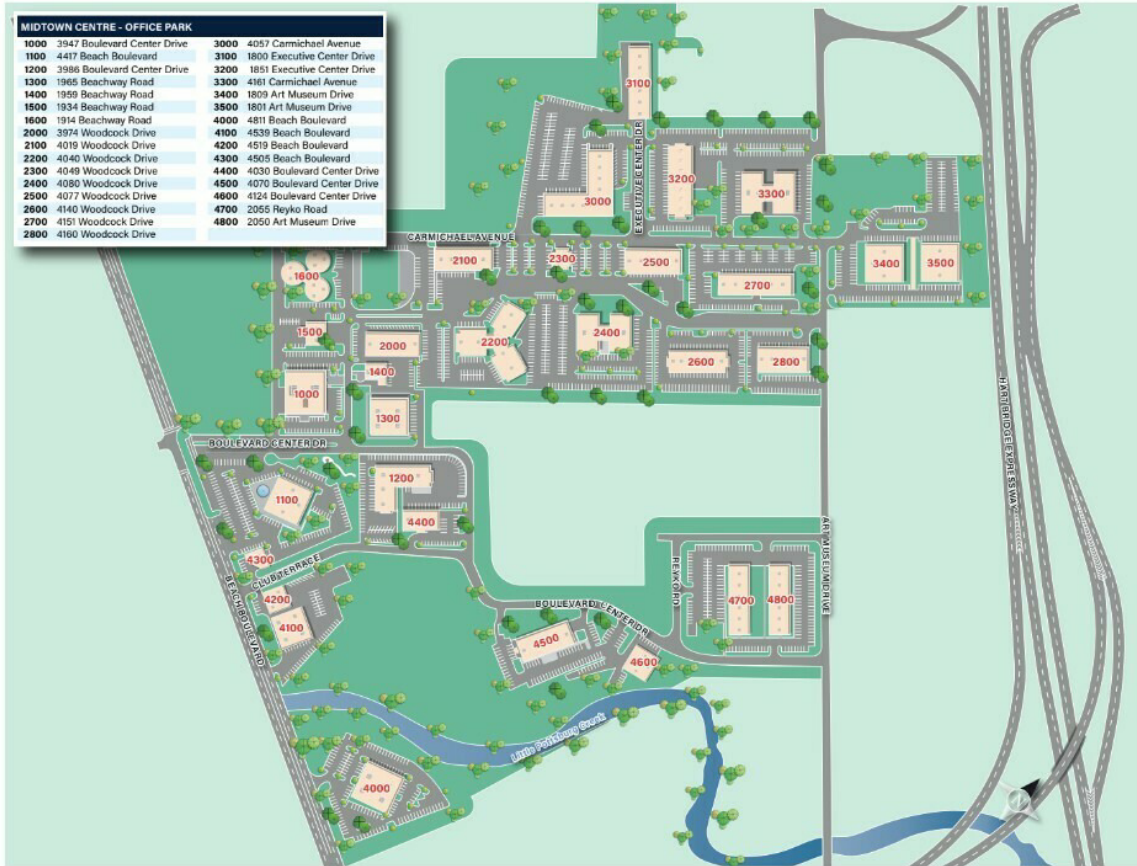 MIDTOWN CENTRE - OFFICE PARK
1000 3947 Boulevard Center Drive
1100 4417 Beach Boulevard
1200 3986 Boulevard Center Drive
1300 1965 Beachway Road
1400 1959 Beachway Road
1500 1934 Beachway Road
1600 1914 Beachway Road
2000 3974 Woodcock Drive
2100 4019 Woodcock Drive
2200 4040 Woodcock Drive
2300 4049 Woodcock Drive
2400 4080 Woodcock Drive
2500 4077 Woodcock Drive
2600 4140 Woodcock Drive
2700 4151 Woodcock Drive
2800 4160 Woodcock Drive
3000 4057 Carmichael Avenue
3100 1800 Executive Center Drive
3200 1851 Executive Center Drive
3300 4161 Carmichael Avenue
3400 1809 Art Museum Drive
3500 1801 Art Museum Drive
4000 4811 Beach Boulevard
4100 4539 Beach Boulevard
4200 4519 Beach Boulevard
4300 4505 Beach Boulevard
4400 4030 Boulevard Center Drive
4500 4070 Boulevard Center Drive
4600 4124 Boulevard Center Drive
4700 2055 Reyko Road
4800 2050 Art Museum Drive
3100
EXECUTIVE CENTER DR
3200
3300
3000
CARMICHAEL AVENUE
2100
2300
2500
3400
3500
1600
2700
1500
2000
2200
2400
2600
2800
1400
1000
1300
HART BRIDGE EXPRESSWAY
BOULEVARD CENTER DR
1200
1100
4400
ART MUSEUM DRIVE
4300
CLUB TERRACE
REYKO RD
4200
4700
4800
BEACH BOULEVARD
4100
BOULEVARD CENTER DR
4500
4600
Little Pottsburg Creek
4000